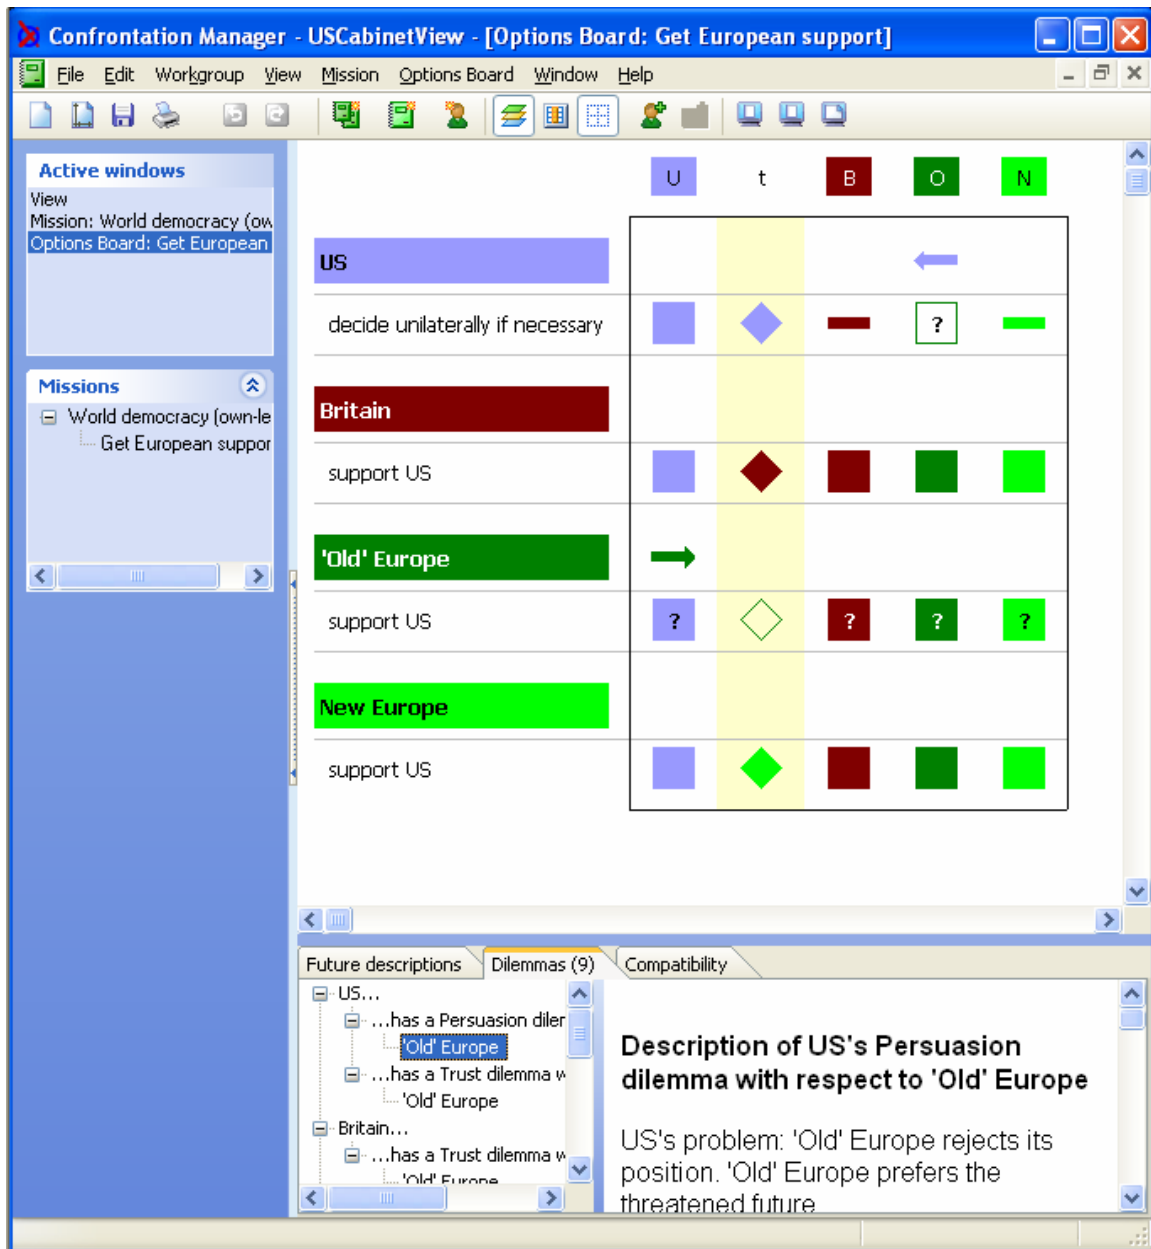 Confrontation Manager - USCabinetView - [Options Board: Get European support]
File Edit Workgroup View Mission Options Board Window Help
Active windows
View
Mission: World democracy (ow
Options Board: Get European
Missions
World democracy (own-le
Get European suppor
U t B O N
US
decide unilaterally if necessary ?
Britain
support US
'Old' Europe
support US ? ? ? ?
New Europe
support US
Future descriptions Dilemmas (9) Compatibility
US...
...has a Persuasion diler
'Old' Europe
...has a Trust dilemma w
'Old' Europe
Britain...
...has a Trust dilemma w
'Old' Europe
Description of US's Persuasion
dilemma with respect to 'Old' Europe
US's problem: 'Old' Europe rejects its
position. 'Old' Europe prefers the
threatened future